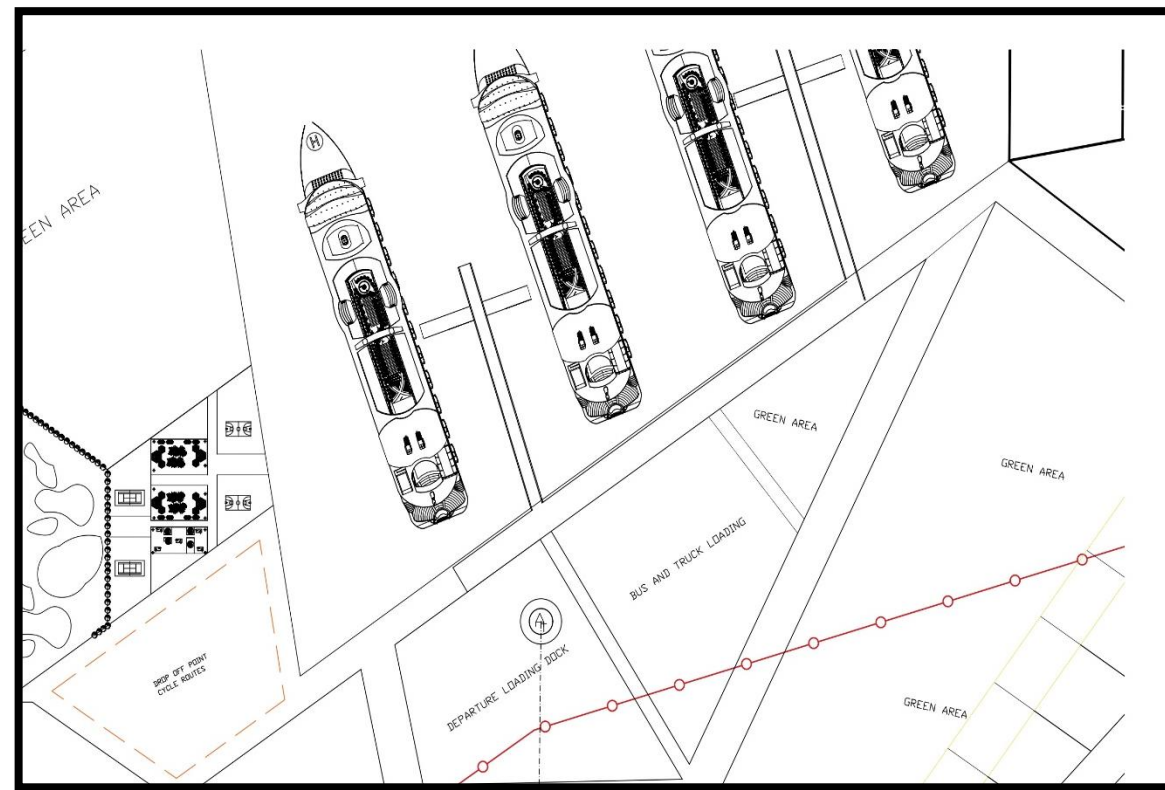 EEN AREA
H
GREEN AREA
GREEN AREA
BUS AND TRUCK LOADING
DROP OFF POINT
CYCLE ROUTES
DEPARTURE LOADING DOCK
GREEN AREA